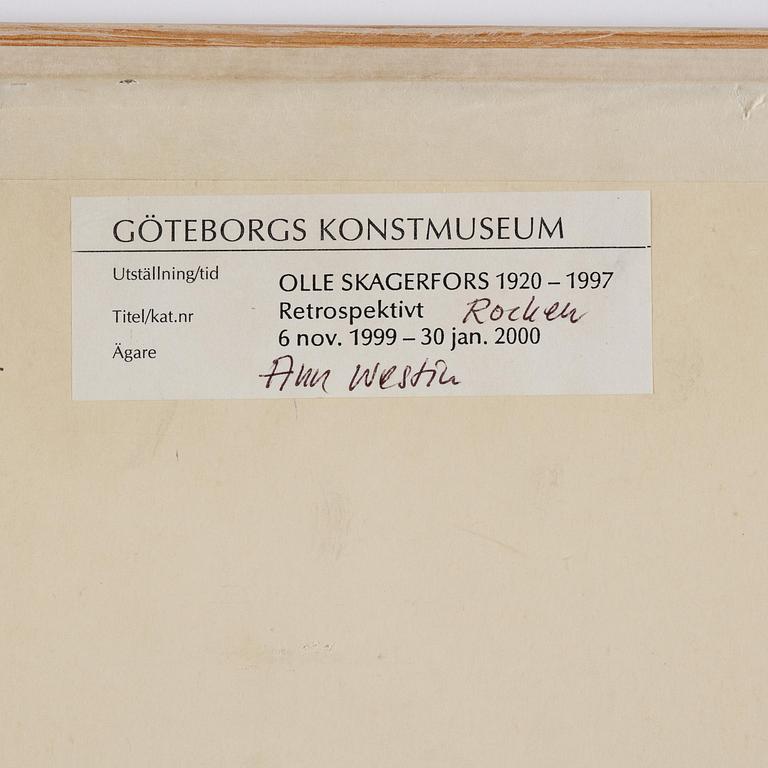 GÖTEBORGS KONSTMUSEUM
Utställning/tid
OLLE SKAGERFORS 1920 – 1997
Titel/kat.nr
Retrospektivt Rocken
6 nov. 1999 – 30 jan. 2000
Ägare
Ann Westin